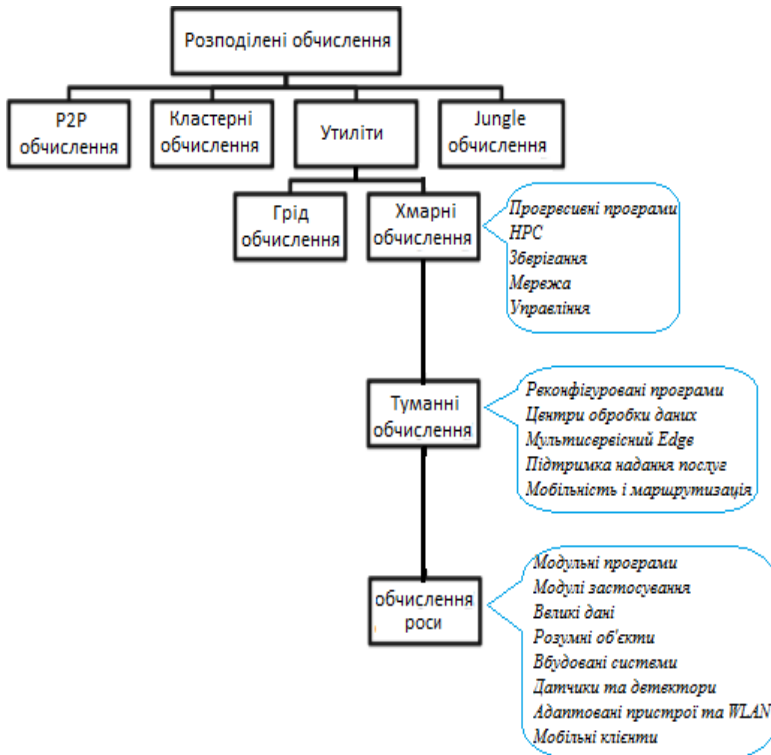 Розподілені обчислення
P2P
обчислення
Кластерні
обчислення
Утиліти
Jungle
обчислення
Грід
обчислення
Хмарні
обчислення
Прогресивні програми
HPC
Зберігання
Мережа
Управління
Туманні
обчислення
Реконфігуровані програми
Центри обробки даних
Мультисервісний Edge
Підтримка надання послуг
Мобільність і маршрутизація
обчислення
роси
Модульні програми
Модулі застосування
Великі дані
Розумні об'єкти
Вбудовані системи
Датчики та детектори
Адаптовані пристрої та WLAN
Мобільні клієнти